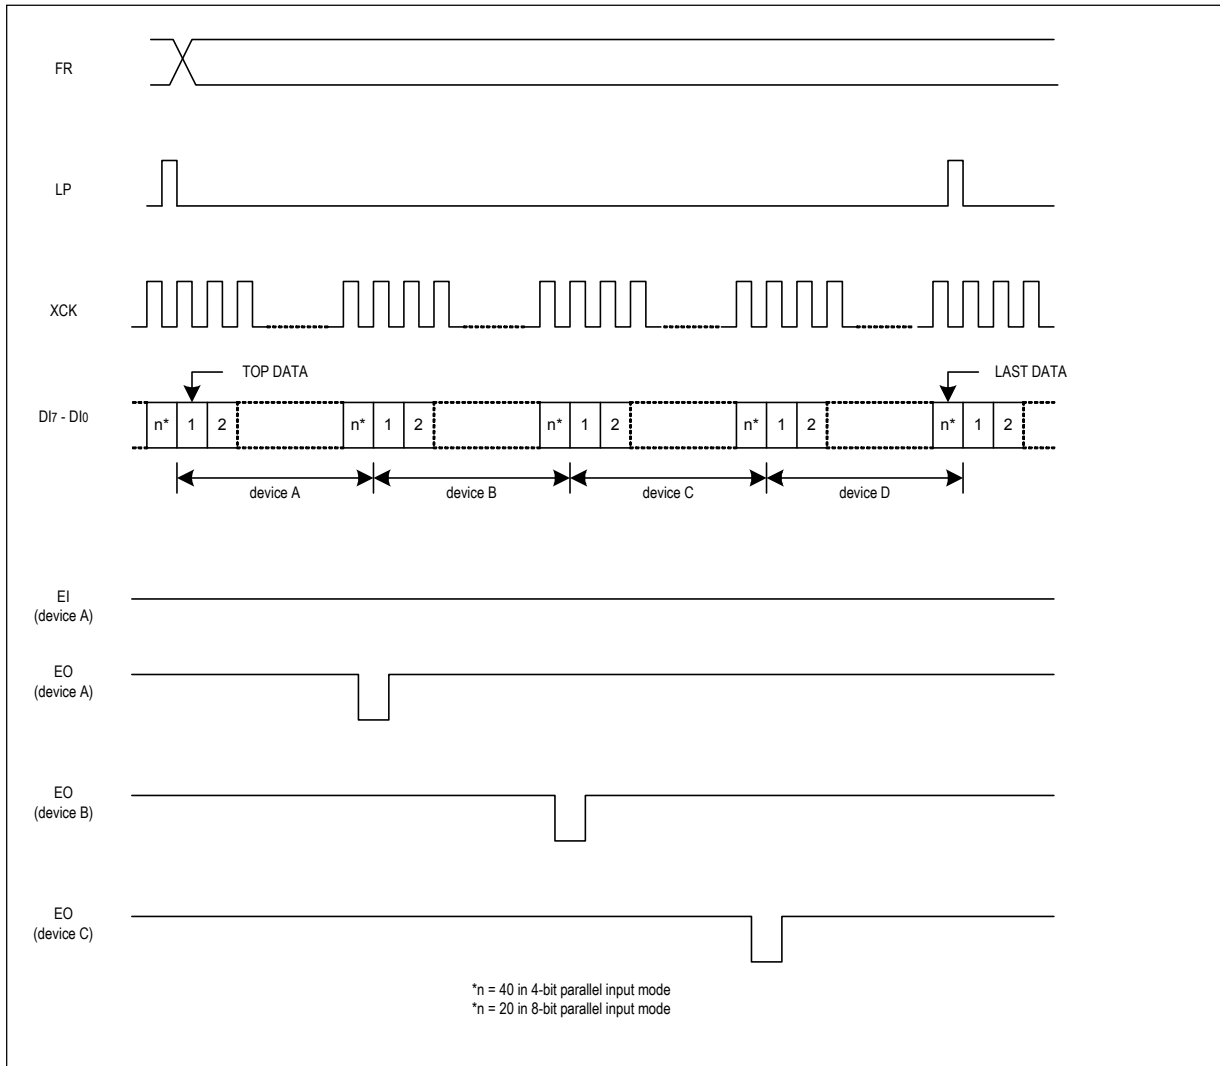 FR
LP
XCK
TOP DATA
LAST DATA
DI7 - DI0
n* 1 2 n* 1 2 n* 1 2 n* 1 2 n* 1 2
device A device B device C device D
EI
(device A)
EO
(device A)
EO
(device B)
EO
(device C)
*n = 40 in 4-bit parallel input mode
*n = 20 in 8-bit parallel input mode